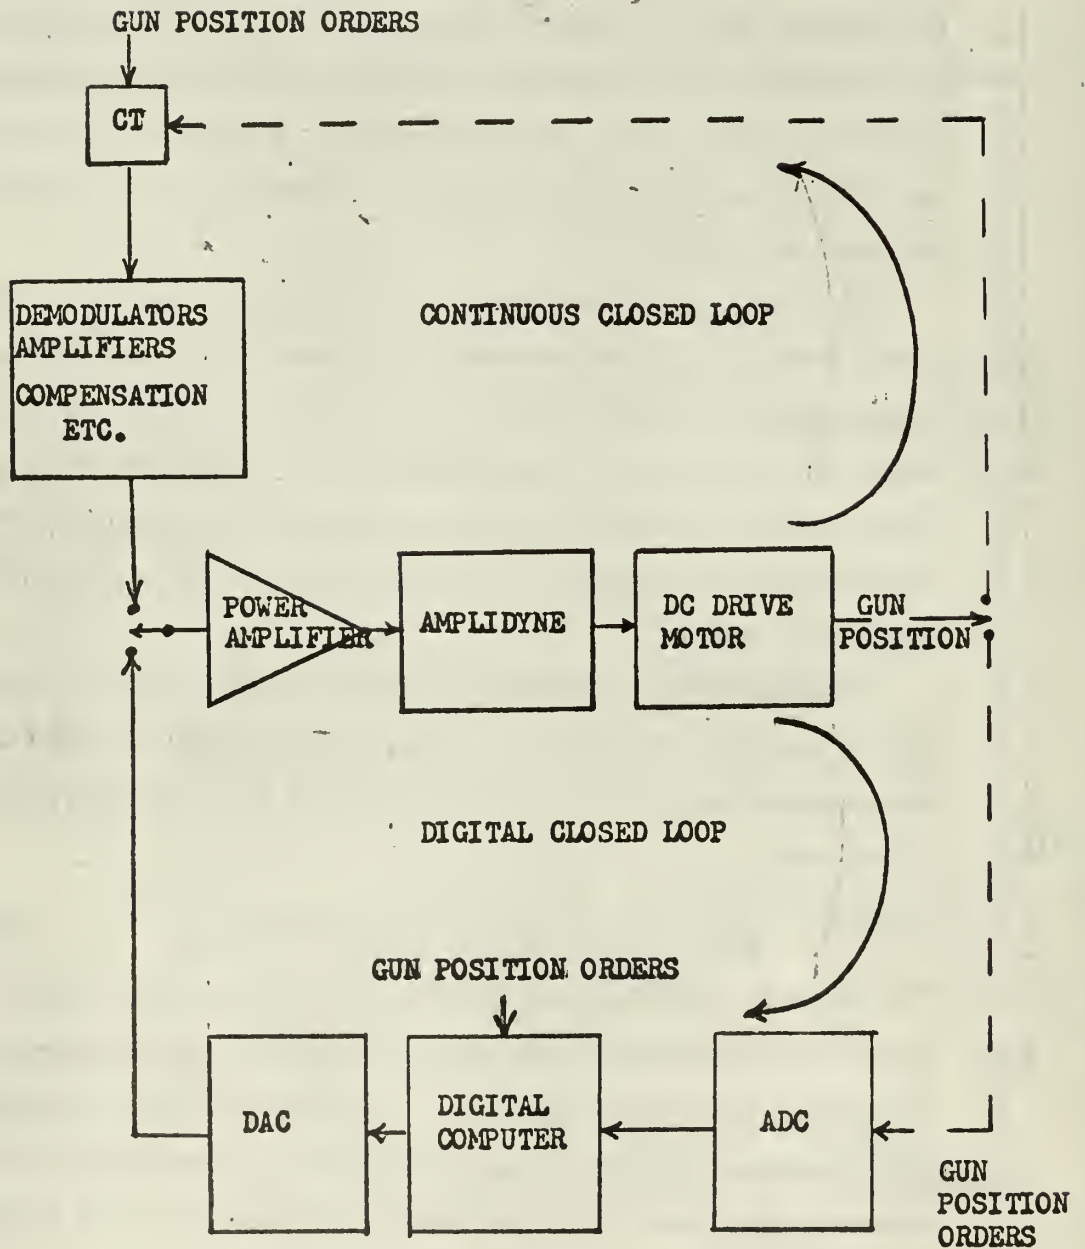 GUN POSITION ORDERS
CT
DEMODULATORS
AMPLIFIERS
COMPENSATION
ETC.
CONTINUOUS CLOSED LOOP
POWER
AMPLIFIER
AMPLIDYNE
DC DRIVE
MOTOR
GUN
POSITION
DIGITAL CLOSED LOOP
GUN POSITION ORDERS
DAC
DIGITAL
COMPUTER
ADC
GUN
POSITION
ORDERS